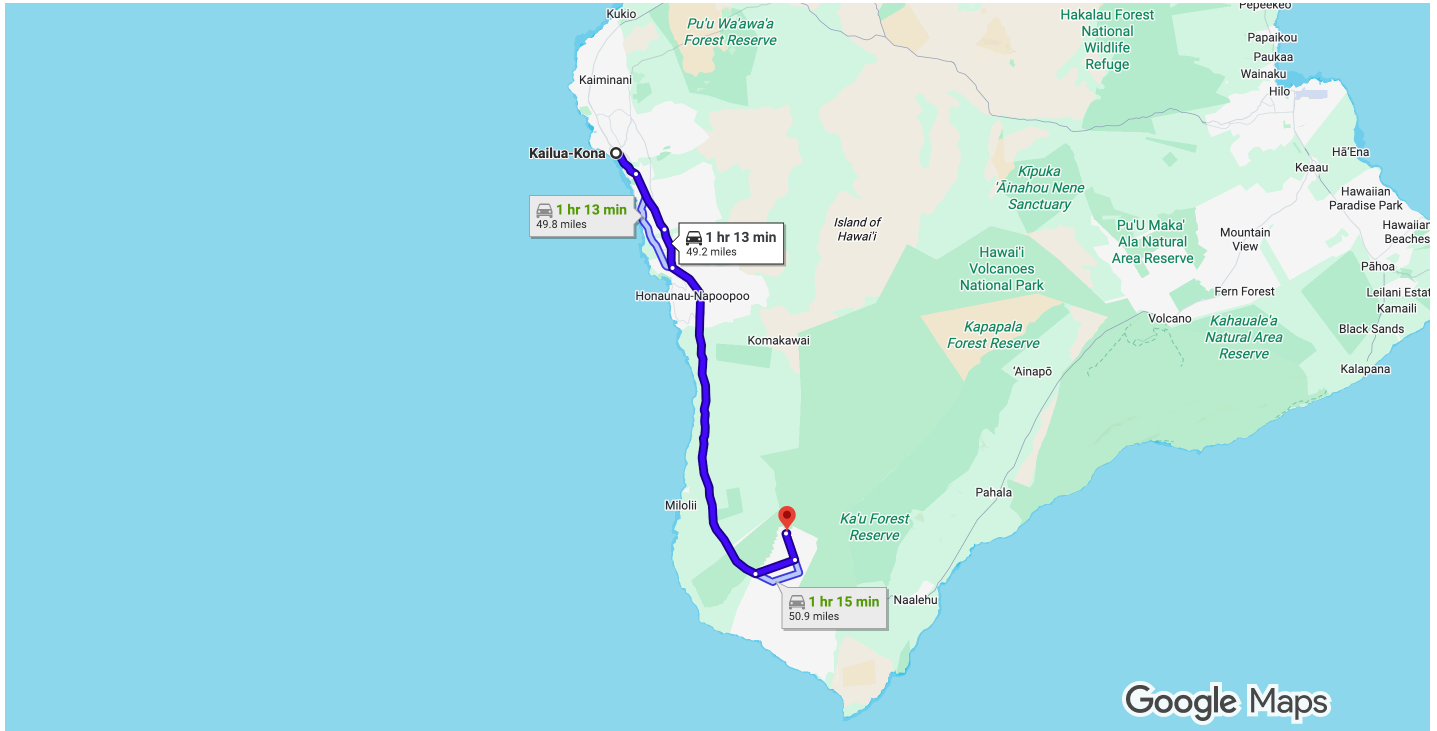 Kukio
Pu'u Wa'awa'a
Forest Reserve
Hakalau Forest
National
Wildlife
Refuge
Pepeekeo
Papaikou
Paukaa
Wainaku
Hilo
Kaiminani
Kailua-Kona
Hā'Ena
Keaau
Kīpuka
'Āinahou Nene
Sanctuary
Hawaiian
Paradise Park
1 hr 13 min
49.8 miles
1 hr 13 min
49.2 miles
Island of
Hawai'i
Pu'U Maka'
Ala Natural
Area Reserve
Mountain
View
Hawaiian
Beaches
Hawai'i
Volcanoes
National Park
Pāhoa
Honaunau-Napoopoo
Fern Forest
Leilani Estat
Kamaili
Volcano
Kahauale'a
Natural Area
Reserve
Black Sands
Kapapala
Forest Reserve
Komakawai
'Ainapō
Kalapana
Milolii
Pahala
Ka'u Forest
Reserve
1 hr 15 min
50.9 miles
Naalehu
Google Maps